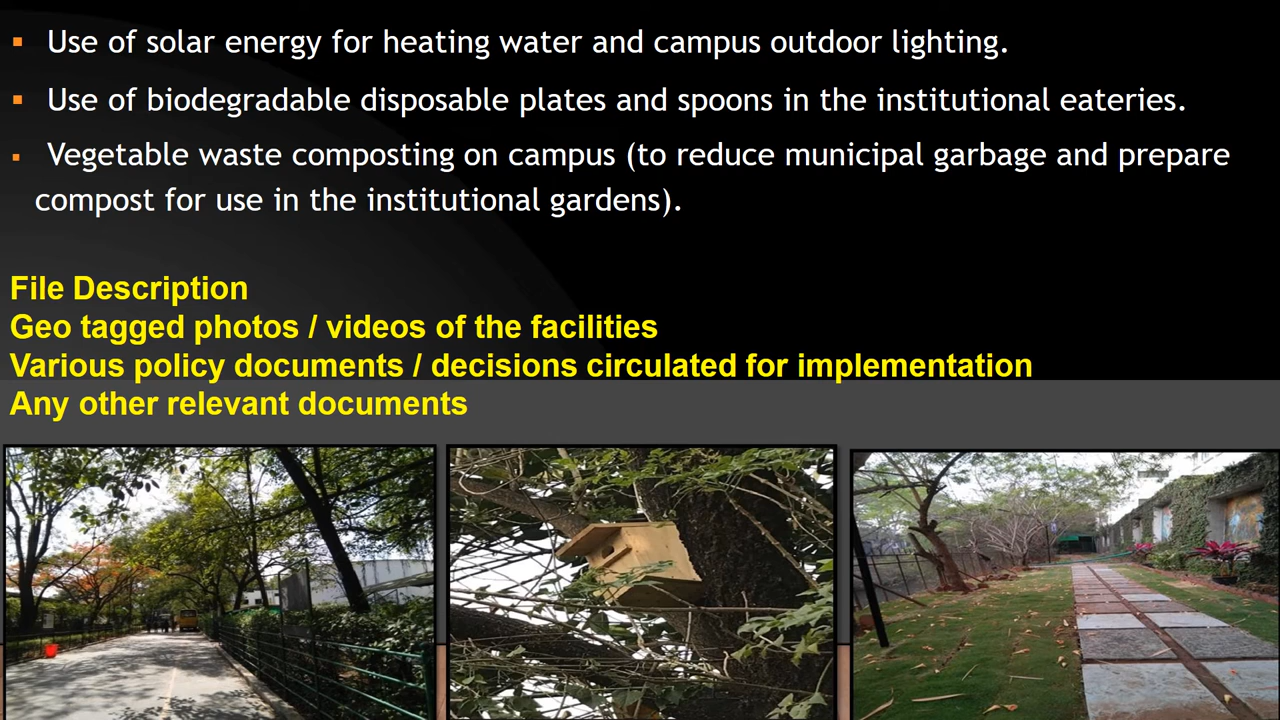 Use of solar energy for heating water and campus outdoor lighting.
Use of biodegradable disposable plates and spoons in the institutional eateries.
Vegetable waste composting on campus (to reduce municipal garbage and prepare
compost for use in the institutional gardens).
File Description
Geo tagged photos / videos of the facilities
Various policy documents / decisions circulated for implementation
Any other relevant documents